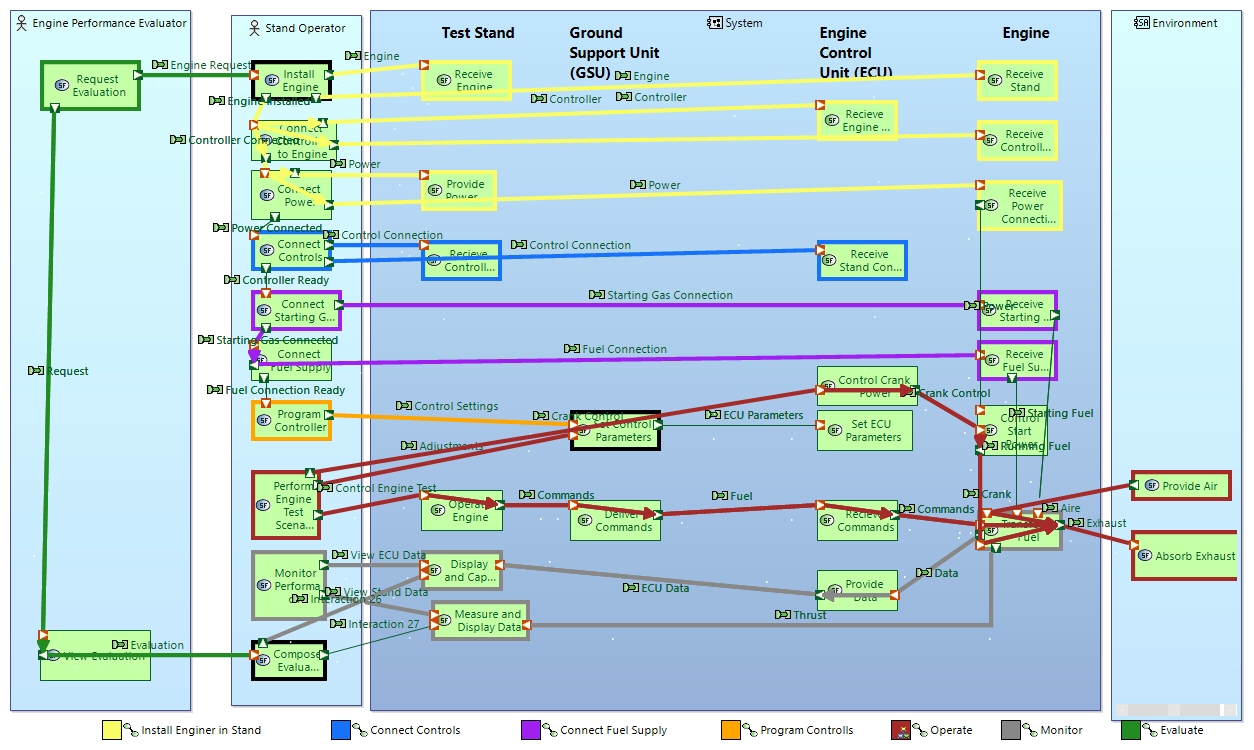 Engine Performance Evaluator
Stand Operator
System
Environment
Test Stand
Ground
Support Unit
(GSU)
Engine
Control
Unit (ECU)
Engine
Request
Evaluation
Engine Request
Install
Engine
Engine
Receive
Engine
Engine
Receive
Stand
Engine Installed
Controller
Controller
Connect
to Engine
Controller Connected
Recieve
Engine ...
Receive
Controll...
Power
Connect
Power
Provide
Power
Power
Receive
Power
Connecti...
Power Connected
Control Connection
Connect
Controls
Recieve
Controll...
Control Connection
Receive
Stand Con...
Controller Ready
Connect
Starting G...
Starting Gas Connection
Power
Receive
Starting ...
Starting Gas Connected
Connect
Fuel Supply
Fuel Connection
Receive
Fuel Su...
Request
Fuel Connection Ready
Control Crank
Power
Crank Control
Program
Controller
Control Settings
Crank Control
Set Control
Parameters
ECU Parameters
Set ECU
Parameters
Control
Start
Power
Starting Fuel
Adjustments
Running Fuel
Perform
Engine
Test
Scena...
Control Engine Test
Operate
Engine
Commands
Deliver
Commands
Fuel
Recieve
Commands
Commands
Crank
Aire
Exhaust
Fuel
Provide Air
Absorb Exhaust
Monitor
Performa
View ECU Data
View Stand Data
Interaction 26
Display
and Cap...
ECU Data
Provide
Data
Data
Interaction 27
Measure and
Display Data
Thrust
View Evaluation
Evaluation
Compose
Evalua...
Install Enginer in Stand
Connect Controls
Connect Fuel Supply
Program Controls
Operate
Monitor
Evaluate